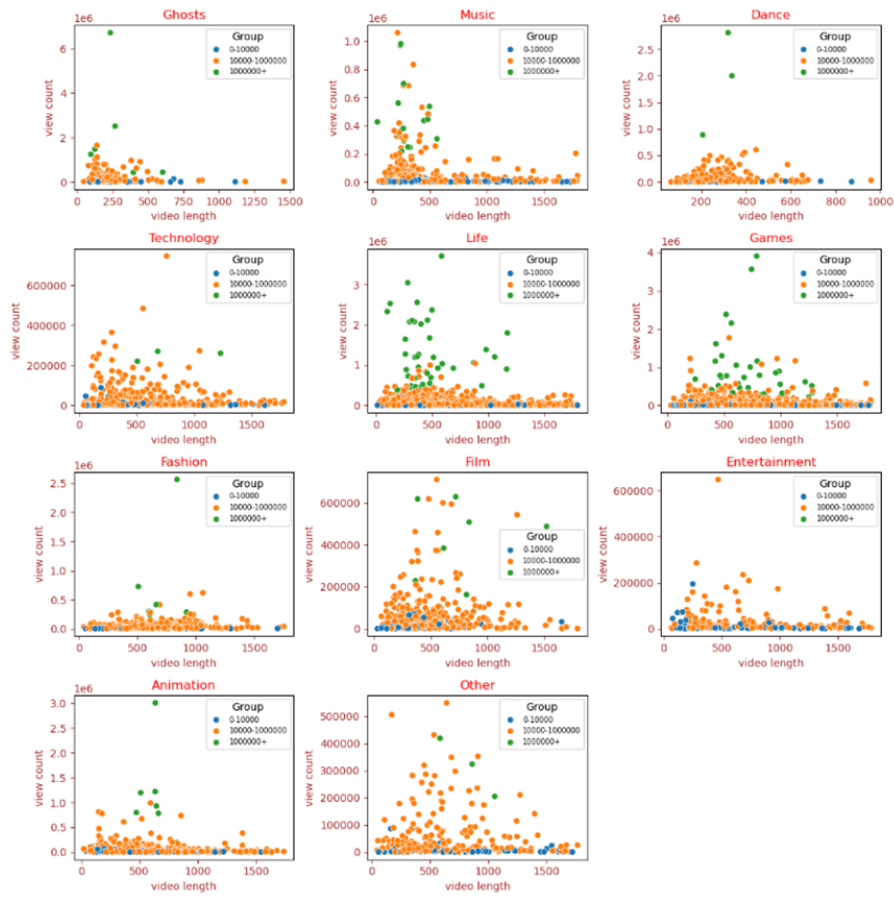 Ghosts
1e6
view count
6
4
2
0
0 250 500 750 1000 1250 1500
video length
Group
0-10000
10000-1000000
1000000+
Music
1e6
view count
1.0
0.8
0.6
0.4
0.2
0.0
0 500 1000 1500
video length
Group
0-10000
10000-1000000
1000000+
Dance
1e6
view count
2.5
2.0
1.5
1.0
0.5
0.0
200 400 600 800 1000
video length
Group
0-10000
10000-1000000
1000000+
Technology
view count
600000
400000
200000
0
0 500 1000 1500
video length
Group
0-10000
10000-1000000
1000000+
Life
1e6
view count
3
2
1
0
0 500 1000 1500
video length
Group
0-10000
10000-1000000
1000000+
Games
1e6
view count
4
3
2
1
0
0 500 1000 1500
video length
Group
0-10000
10000-1000000
1000000+
Fashion
1e6
view count
2.5
2.0
1.5
1.0
0.5
0.0
0 500 1000 1500
video length
Group
0-10000
10000-1000000
1000000+
Film
view count
600000
400000
200000
0
0 500 1000 1500
video length
Group
0-10000
10000-1000000
1000000+
Entertainment
view count
600000
400000
200000
0
0 500 1000 1500
video length
Group
0-10000
10000-1000000
1000000+
Animation
1e6
view count
3.0
2.5
2.0
1.5
1.0
0.5
0.0
0 500 1000 1500
video length
Group
0-10000
10000-1000000
1000000+
Other
view count
500000
400000
300000
200000
100000
0
0 500 1000 1500
video length
Group
0-10000
10000-1000000
1000000+